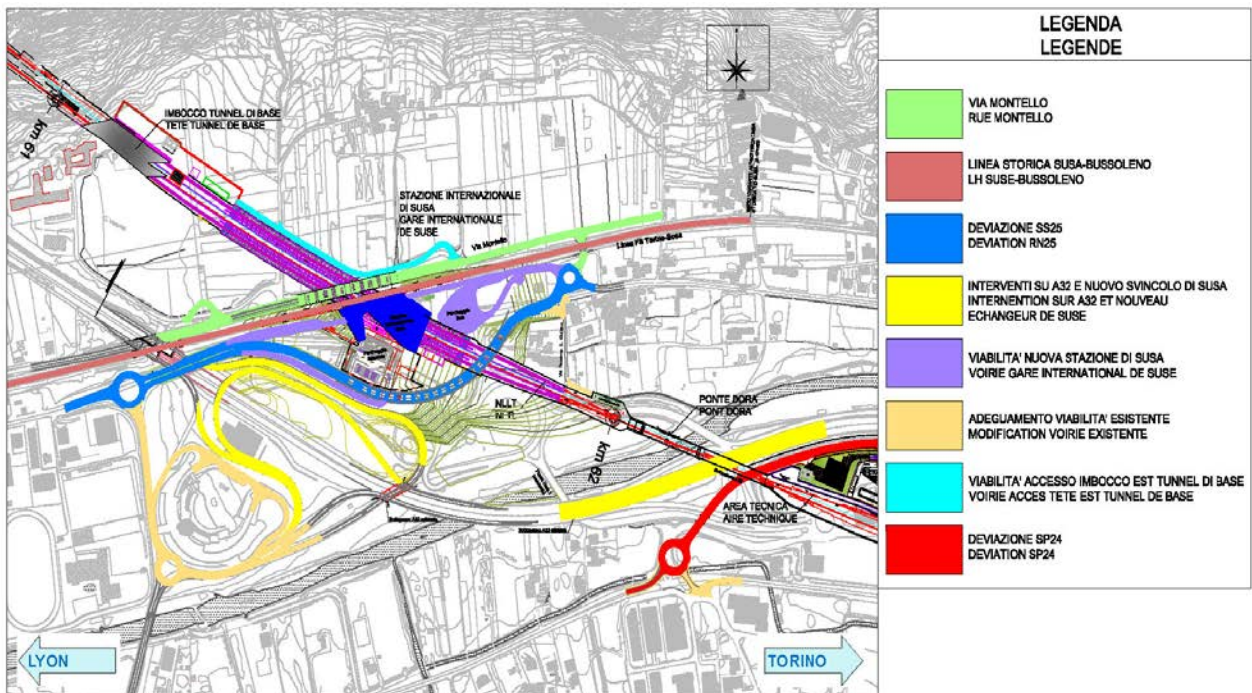 LEGENDA
LEGENDE
VIA MONTELLO
RUE MONTELLO
LINEA STORICA SUSA-BUSSOLENO
LH SUSE-BUSSOLENO
DEVIAZIONE SS25
DEVIATION RN25
INTERVENTI SU A32 E NUOVO SVINCOLO DI SUSA
INTERNENTION SUR A32 ET NOUVEAU
ECHANGEUR DE SUSE
VIABILITA' NUOVA STAZIONE DI SUSA
VOIRIE GARE INTERNATIONAL DE SUSE
ADEGUAMENTO VIABILITA' ESISTENTE
MODIFICATION VOIRIE EXISTENTE
VIABILITA' ACCESSO IMBOCCO EST TUNNEL DI BASE
VOIRIE ACCES TETE EST TUNNEL DE BASE
DEVIAZIONE SP24
DEVIATION SP24
IMBOCCO TUNNEL DI BASE
TETE TUNNEL DE BASE
km 61
STAZIONE INTERNAZIONALE
DI SUSA
GARE INTERNATIONALE
DE SUSE
Via Montello
NLLT
PONTE DORA
PONT DORA
km 62
AREA TECNICA
AIRE TECHNIQUE
LYON
TORINO